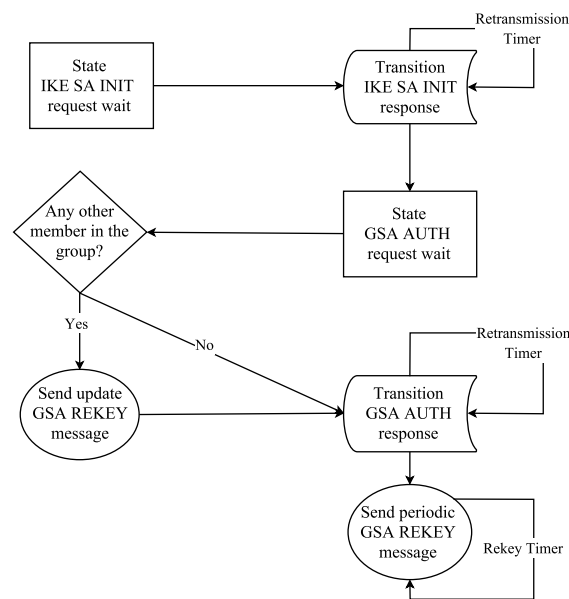 Retransmission
Timer
State
IKE SA INIT
request wait
Transition
IKE SA INIT
response
Any other
member in the
group?
State
GSA AUTH
request wait
Yes
No
Retransmission
Timer
Send update
GSA REKEY
message
Transition
GSA AUTH
response
Send periodic
GSA REKEY
message
Rekey Timer